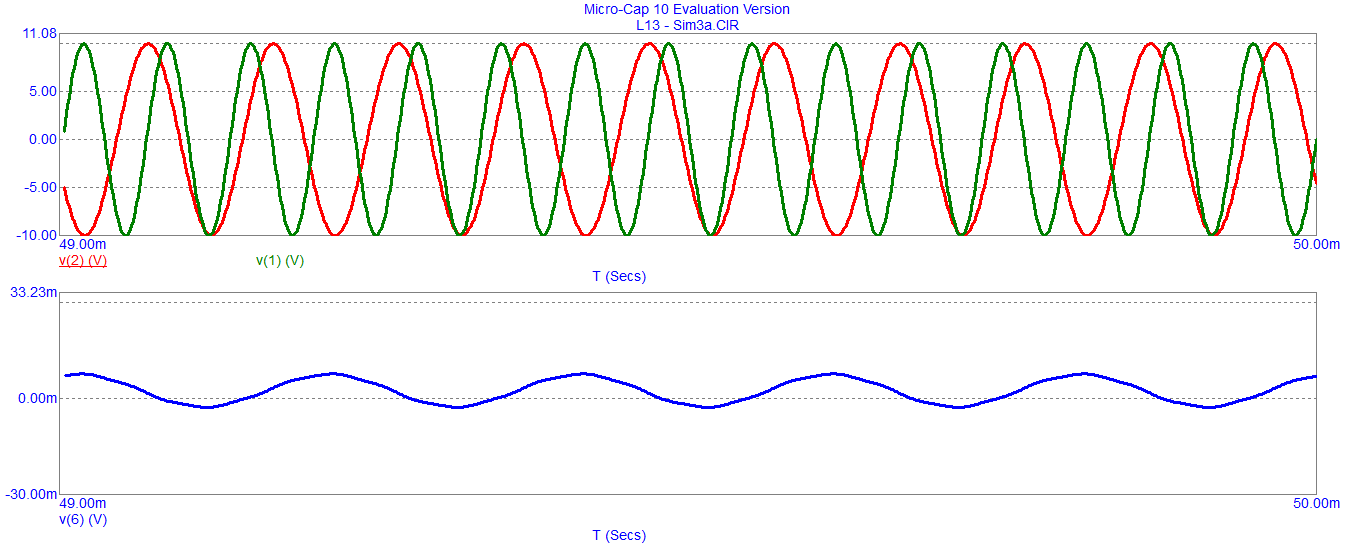 Micro-Cap 10 Evaluation Version
L13 - Sim3a.CIR
11.08
5.00
0.00
-5.00
-10.00
49.00m
50.00m
v(2) (V)
v(1) (V)
T (Secs)
33.23m
0.00m
-30.00m
49.00m
50.00m
v(6) (V)
T (Secs)